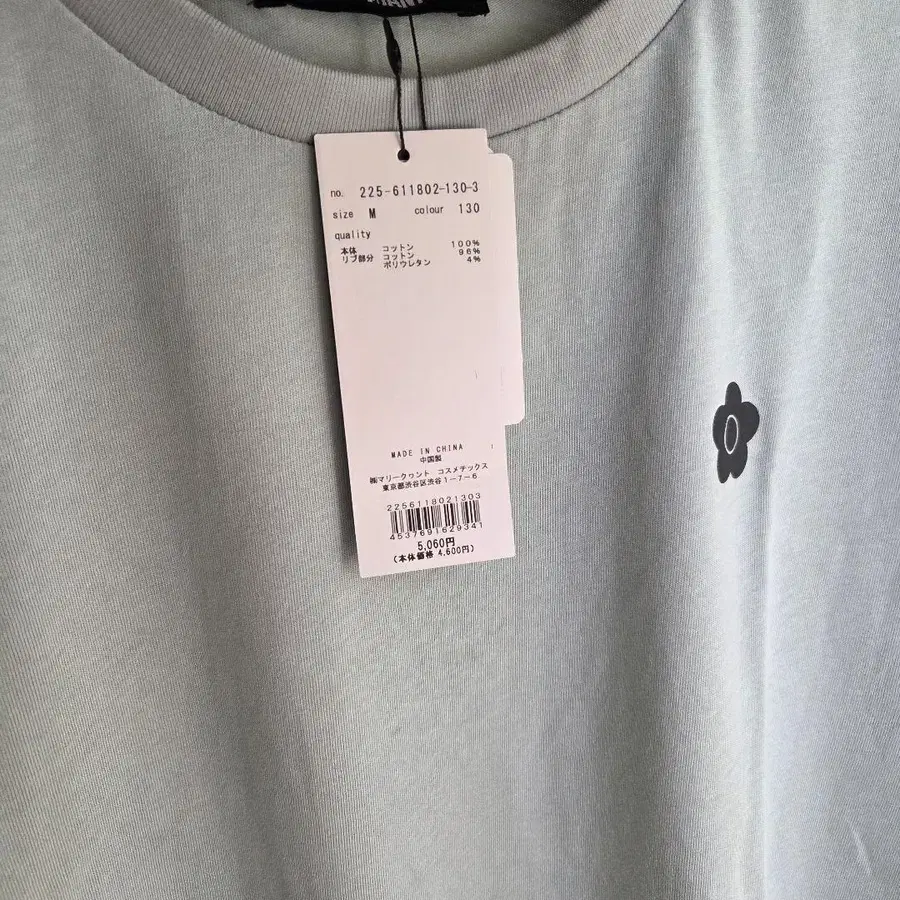 no. 225-611802-130-3
size M colour 130
quality
本体 コットン 100%
リブ部分 コットン 96%
ポリウレタン 4%
MADE IN CHINA
中国製
㈱マリークヮント コスメチックス
東京都渋谷区渋谷1-7-6
2256118021303
4537691629341
5,060円
(本体価格 4,600円)